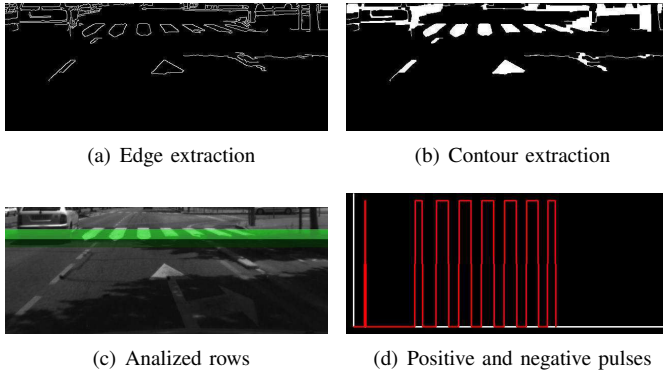 (a) Edge extraction
(b) Contour extraction
(c) Analized rows
(d) Positive and negative pulses